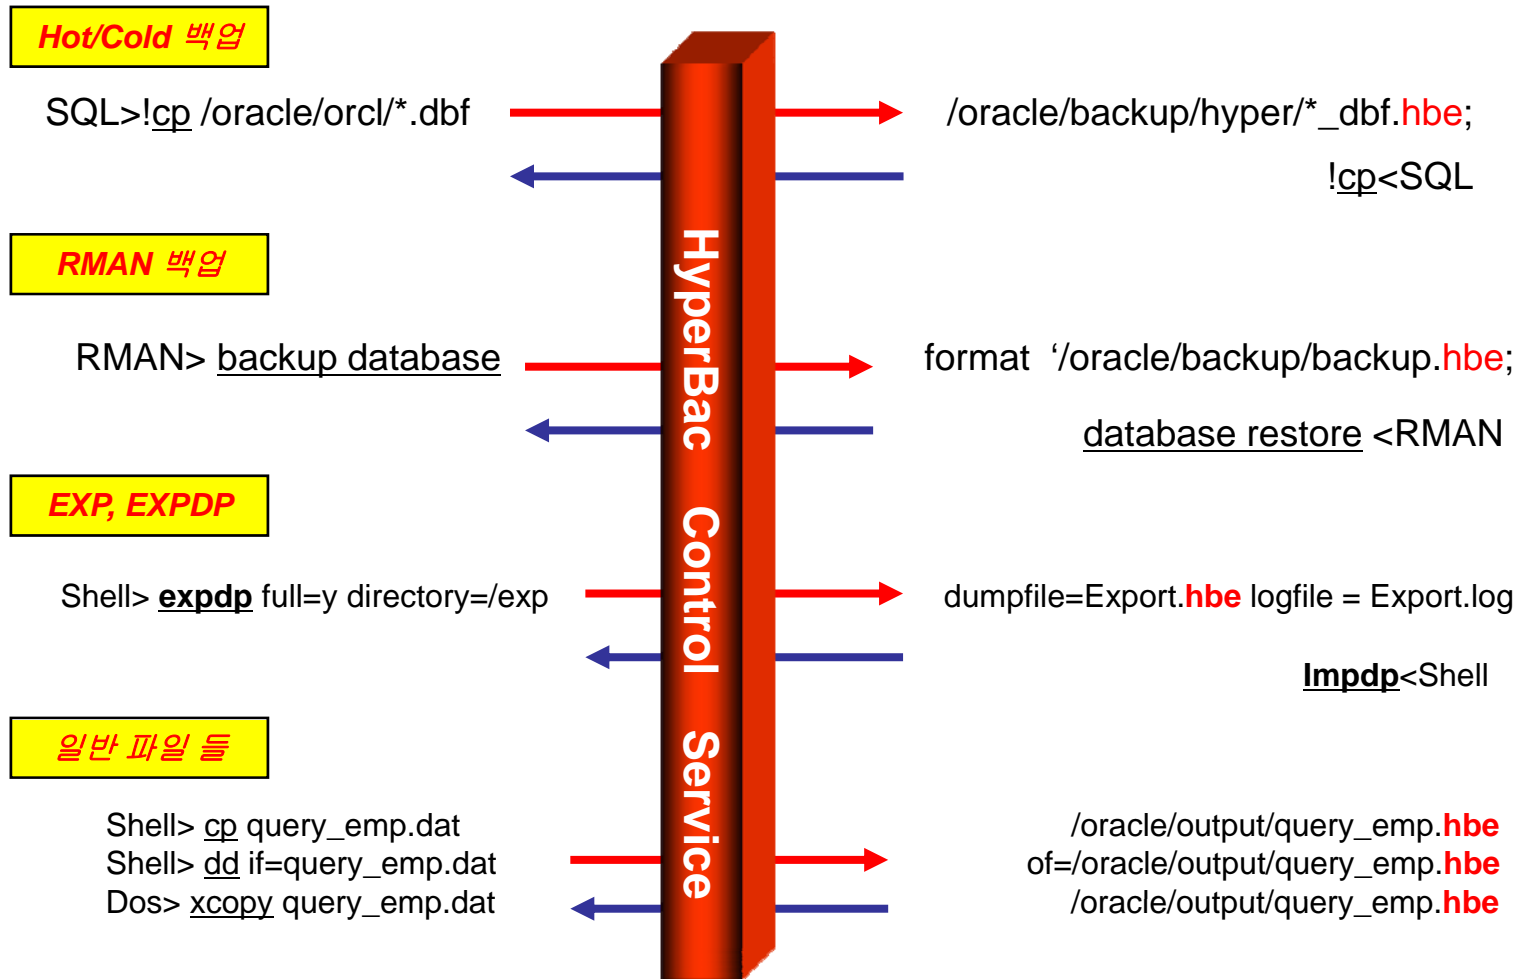 Hot/Cold 백업
SQL>!cp /oracle/orcl/*.dbf
/oracle/backup/hyper/*_dbf.hbe;
!cp<SQL
RMAN 백업
RMAN> backup database
format ‘/oracle/backup/backup.hbe;
database restore <RMAN
EXP, EXPDP
Shell> expdp full=y directory=/exp
dumpfile=Export.hbe logfile = Export.log
Impdp<Shell
일반 파일 들
Shell> cp query_emp.dat
/oracle/output/query_emp.hbe
Shell> dd if=query_emp.dat
of=/oracle/output/query_emp.hbe
Dos> xcopy query_emp.dat
/oracle/output/query_emp.hbe
HyperBac Control Service